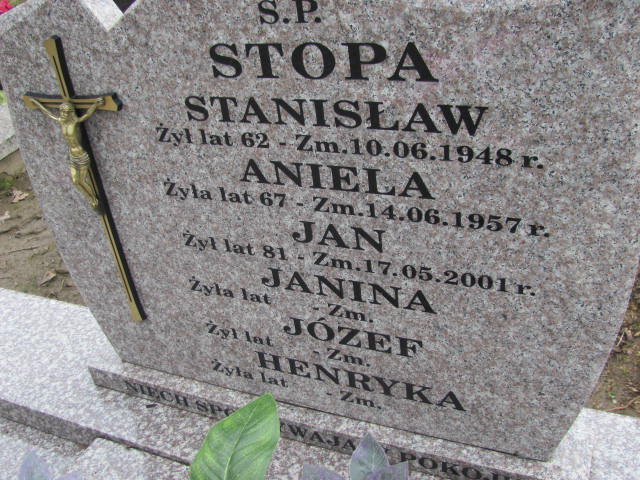 S.P.
STOPA
STANISŁAW
Żył lat 62 - Zm.10.06.1948 r.
ANIELA
Żyła lat 67 - Zm.14.06.1957 r.
JAN
Żył lat 81 - Zm.17.05.2001 r.
JANINA
Żyła lat - Zm.
JÓZEF
Żył lat - Zm.
HENRYKA
Żyła lat - Zm.
NIECH